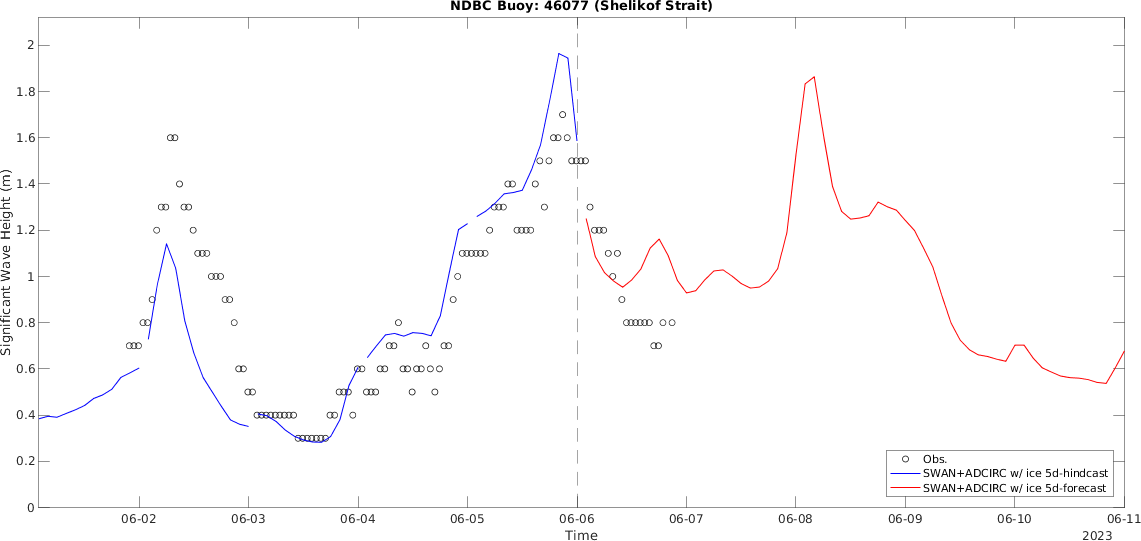 NDBC Buoy: 46077 (Shelikof Strait)
Significant Wave Height (m)
2
1.8
1.6
1.4
1.2
1
0.8
0.6
0.4
0.2
0
06-02 06-03 06-04 06-05 06-06 06-07 06-08 06-09 06-10 06-11
Time
2023
Obs.
SWAN+ADCIRC w/ ice 5d-hindcast
SWAN+ADCIRC w/ ice 5d-forecast